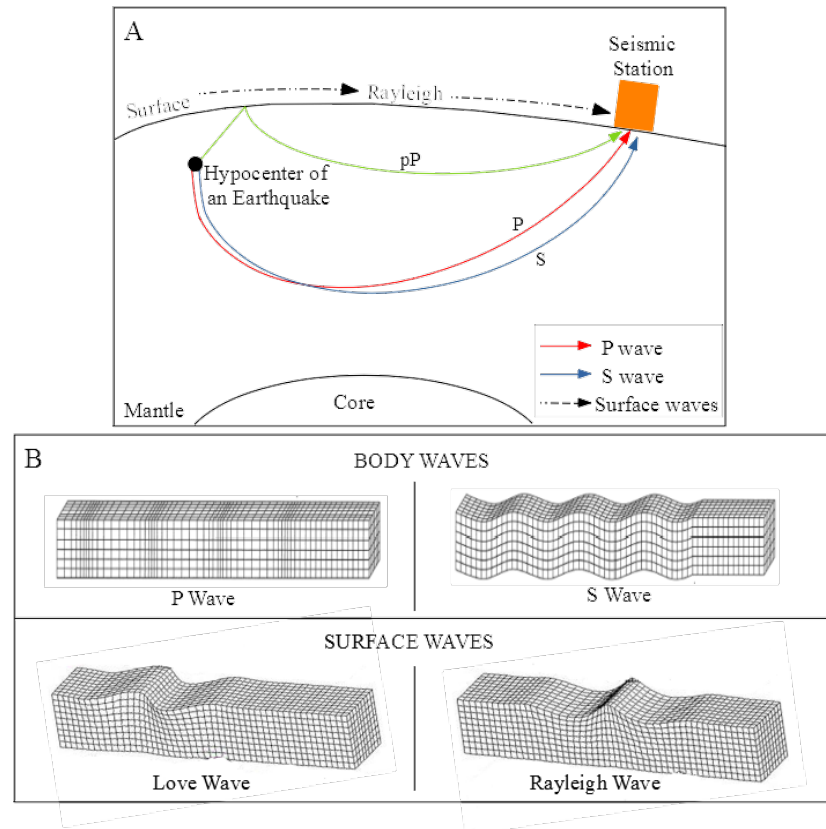 A
Seismic
Station
Surface
Rayleigh
Hypocenter of
an Earthquake
pP
P
S
P wave
S wave
Surface waves
Mantle
Core
B
BODY WAVES
P Wave
S Wave
SURFACE WAVES
Love Wave
Rayleigh Wave